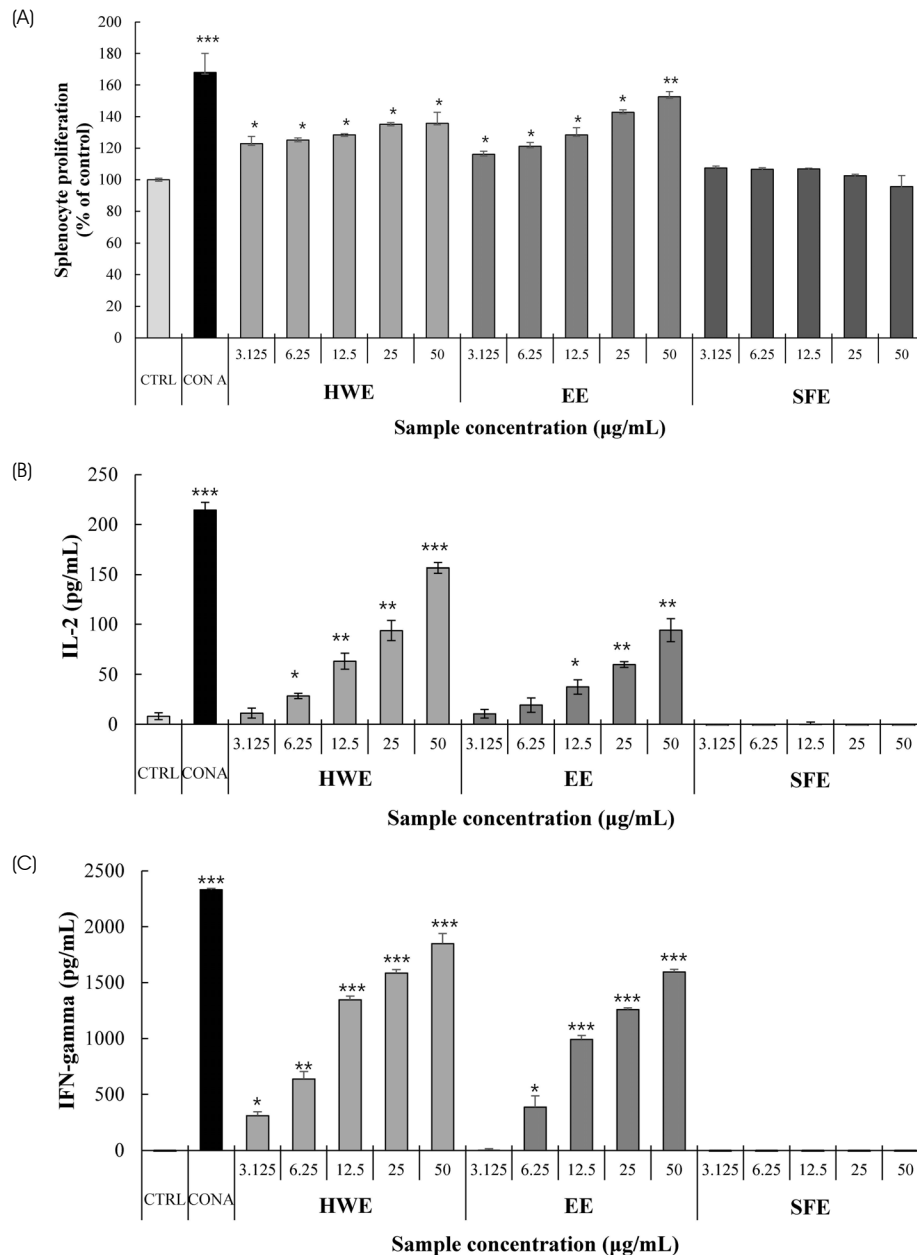 (A)
Splenocyte proliferation
(% of control)
200
180
160
140
120
100
80
60
40
20
0
***
* * * * *
* * * * **
3.125 6.25 12.5 25 50 3.125 6.25 12.5 25 50 3.125 6.25 12.5 25 50
CTRL CON A HWE EE SFE
Sample concentration (µg/mL)
(B)
IL-2 (pg/mL)
250
200
150
100
50
0
***
* ** ** ***
* ** **
3.125 6.25 12.5 25 50 3.125 6.25 12.5 25 50 3.125 6.25 12.5 25 50
CTRL CONA HWE EE SFE
Sample concentration (µg/mL)
(C)
IFN-gamma (pg/mL)
2500
2000
1500
1000
500
0
***
* ** *** *** ***
* *** *** ***
3.125 6.25 12.5 25 50 3.125 6.25 12.5 25 50 3.125 6.25 12.5 25 50
CTRL CONA HWE EE SFE
Sample concentration (µg/mL)